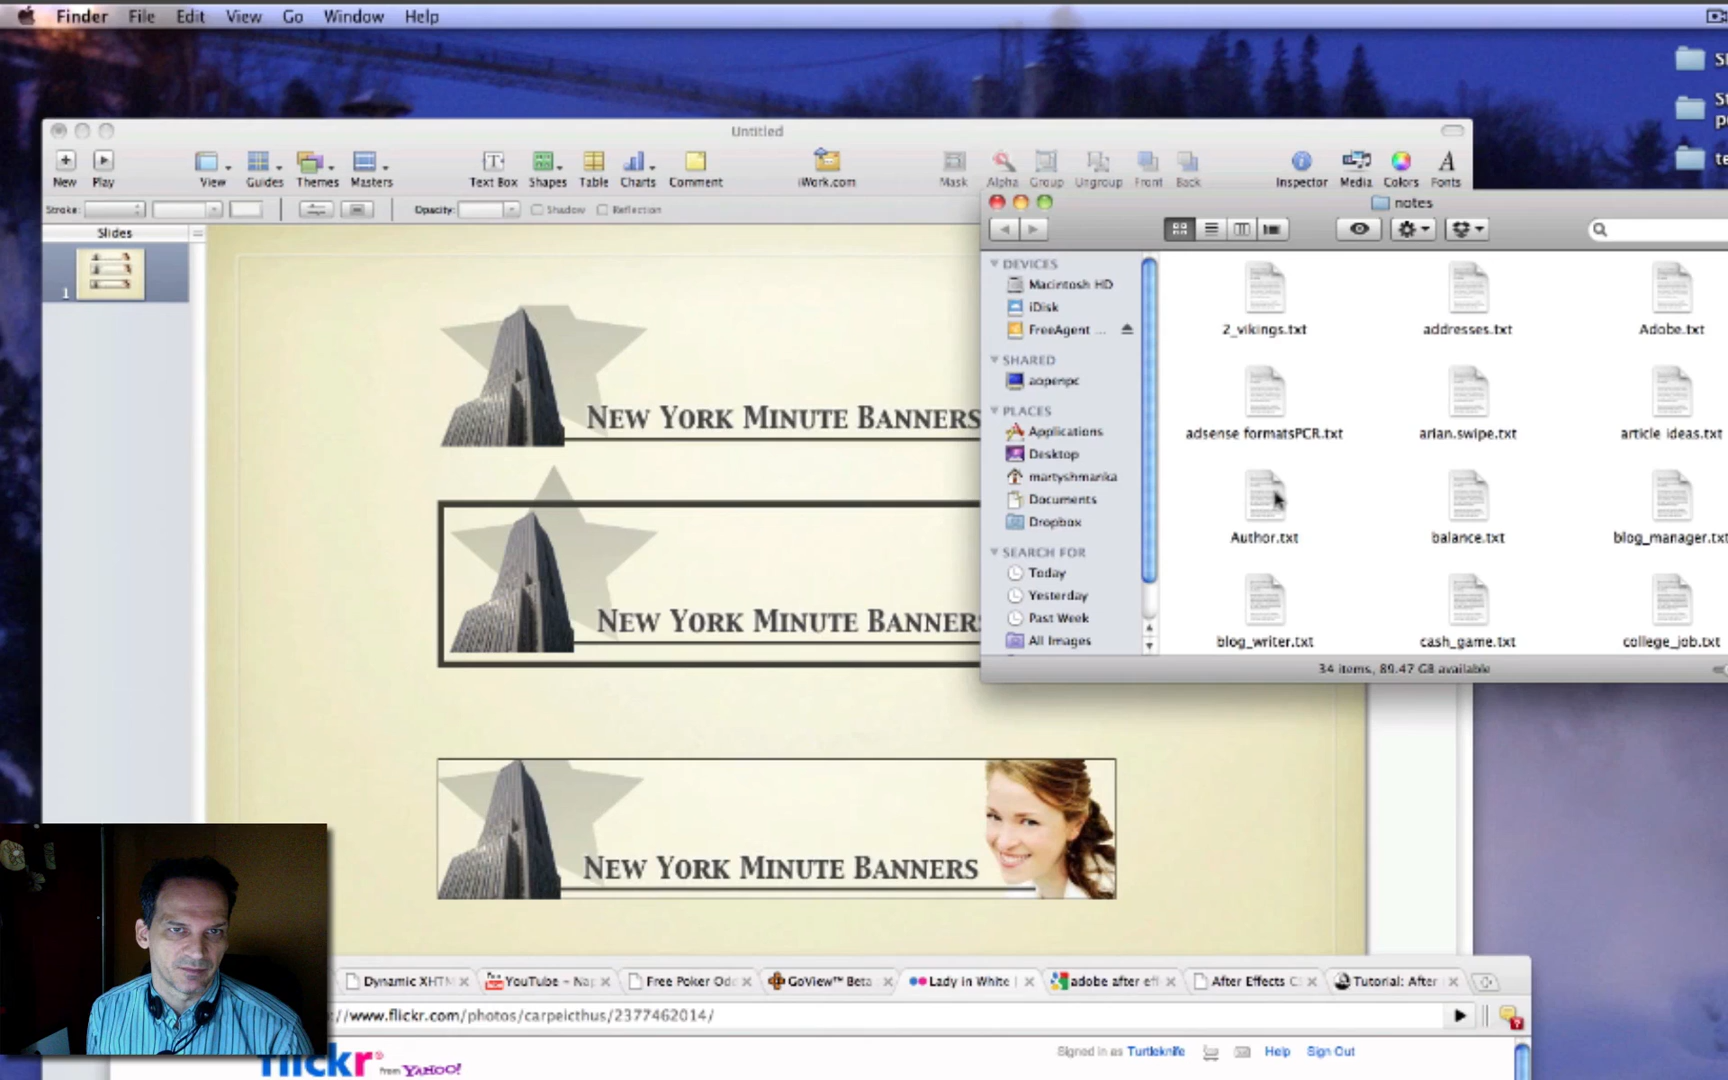 Finder File Edit View Go Window Help
Untitled
New Play View Guides Themes Masters Text Box Shapes Table Charts Comment iWork.com Mask Alpha Group Ungroup Front Back Inspector Media Colors Fonts
Stroke: Opacity: Shadow Reflection
Slides
1
New York Minute Banners
New York Minute Banners
New York Minute Banners
notes
DEVICES
Macintosh HD
iDisk
FreeAgent ...
SHARED
aopenpc
PLACES
Applications
Desktop
martyshmarika
Documents
Dropbox
SEARCH FOR
Today
Yesterday
Past Week
All Images
2_vikings.txt addresses.txt Adobe.txt
adsense formatsPCR.txt arian.swipe.txt article ideas.txt
Author.txt balance.txt blog_manager.txt
blog_writer.txt cash_game.txt college_job.txt
34 items, 89.47 GB available
Dynamic XHTM YouTube - Na Free Poker Od GoView™ Beta Lady in White | adobe after ef After Effects C Tutorial: After
//www.flickr.com/photos/carpeicthus/2377462014/
Signed in as Turtleknife Help Sign Out
flickr from YAHOO!